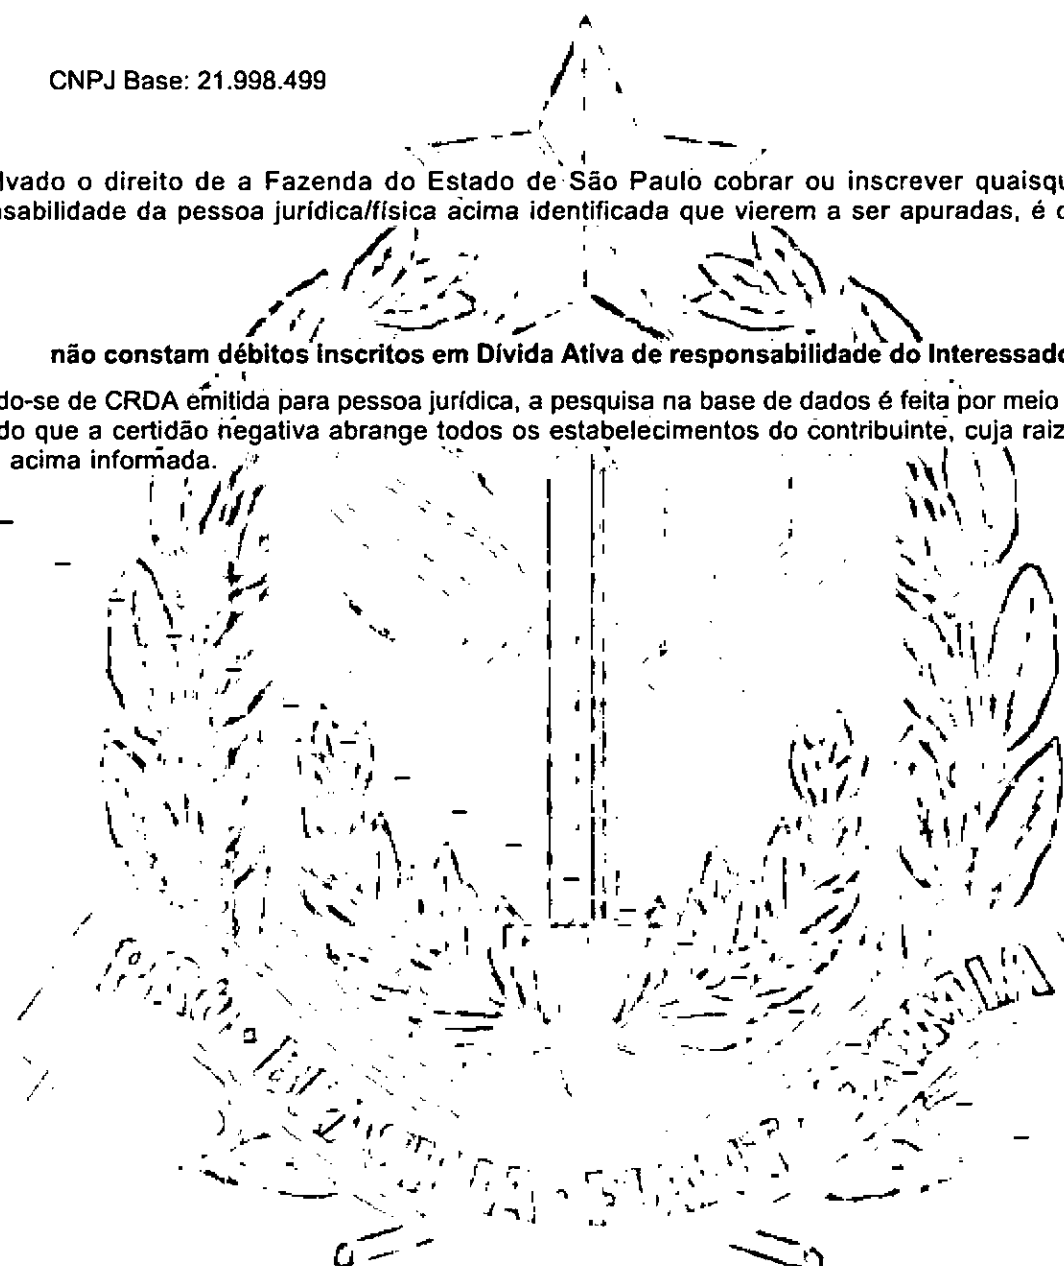 CNPJ Base: 21.998.499
lvado o direito de a Fazenda do Estado de São Paulo cobrar ou inscrever quaisqu
nsabilidade da pessoa jurídica/física acima identificada que vierem a ser apuradas, é
não constam débitos inscritos em Dívida Ativa de responsabilidade do Interessado
do-se de CRDA emitida para pessoa jurídica, a pesquisa na base de dados é feita por meio
do que a certidão negativa abrange todos os estabelecimentos do contribuinte, cuja raiz
acima informada.